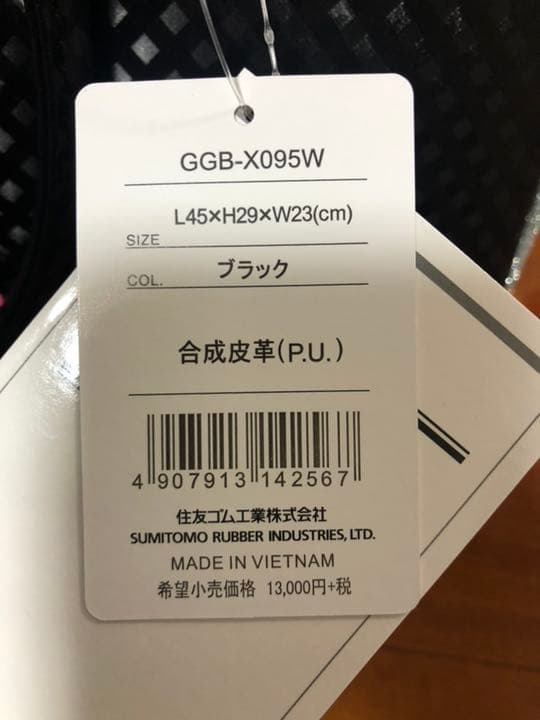 GGB-X095W
SIZE L45×H29×W23(cm)
COL. ブラック
合成皮革(P.U.)
4 907913 142567
住友ゴム工業株式会社
SUMITOMO RUBBER INDUSTRIES, LTD.
MADE IN VIETNAM
希望小売価格 13,000円+税